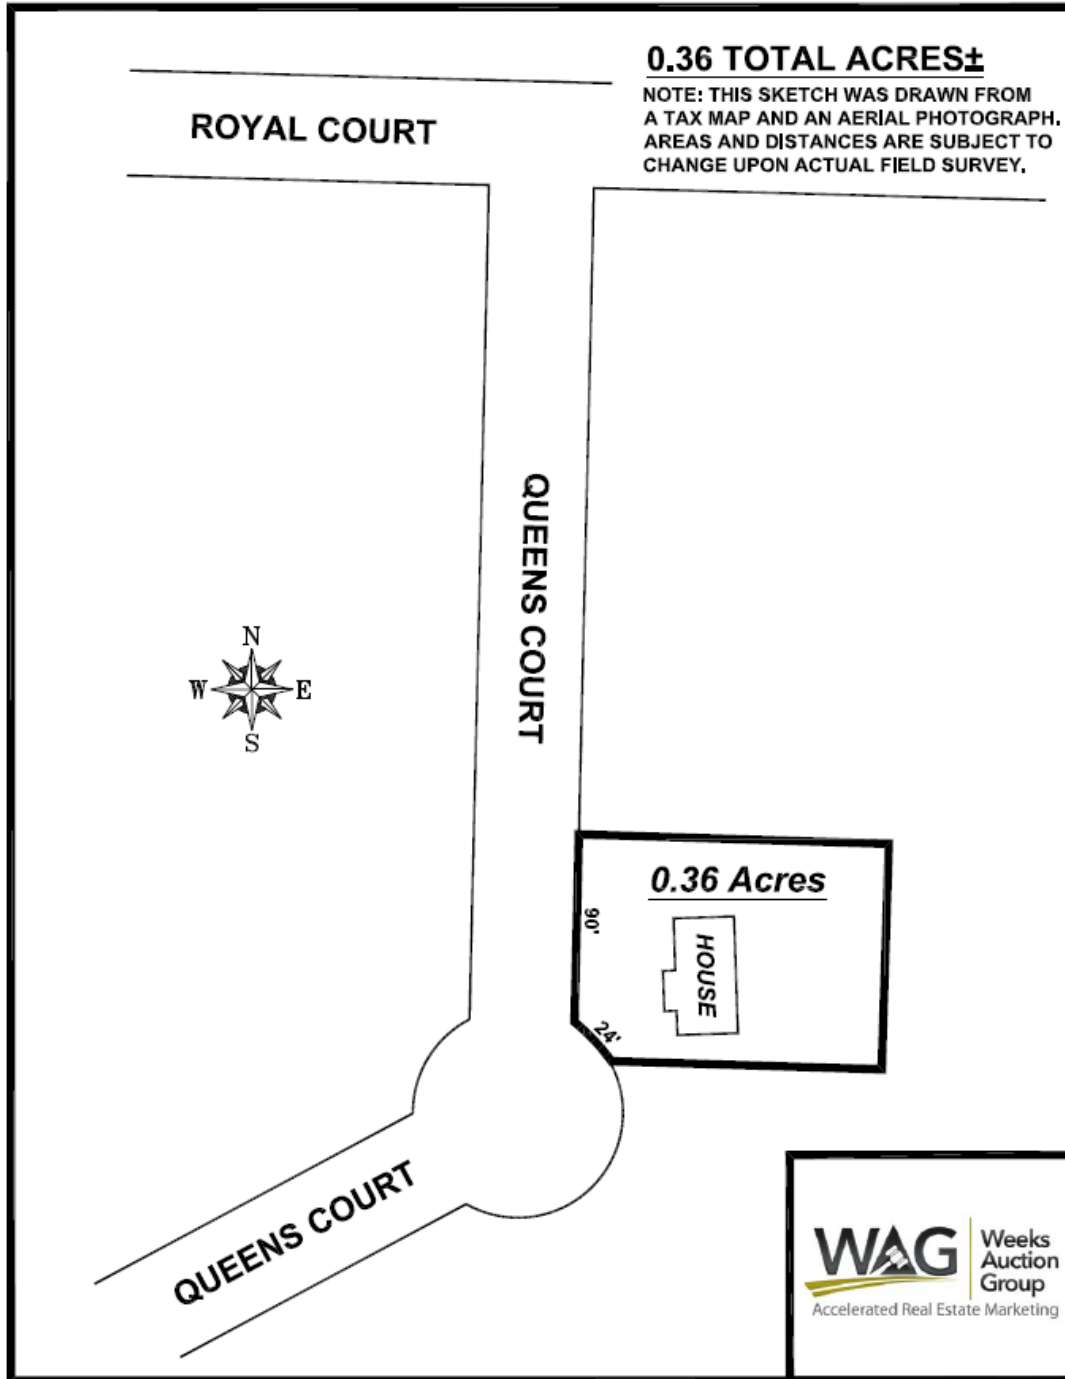 0.36 TOTAL ACRES±
NOTE: THIS SKETCH WAS DRAWN FROM
A TAX MAP AND AN AERIAL PHOTOGRAPH.
AREAS AND DISTANCES ARE SUBJECT TO
CHANGE UPON ACTUAL FIELD SURVEY.
ROYAL COURT
QUEENS COURT
N
W E
S
0.36 Acres
90'
HOUSE
24'
QUEENS COURT
WAG
Weeks
Auction
Group
Accelerated Real Estate Marketing